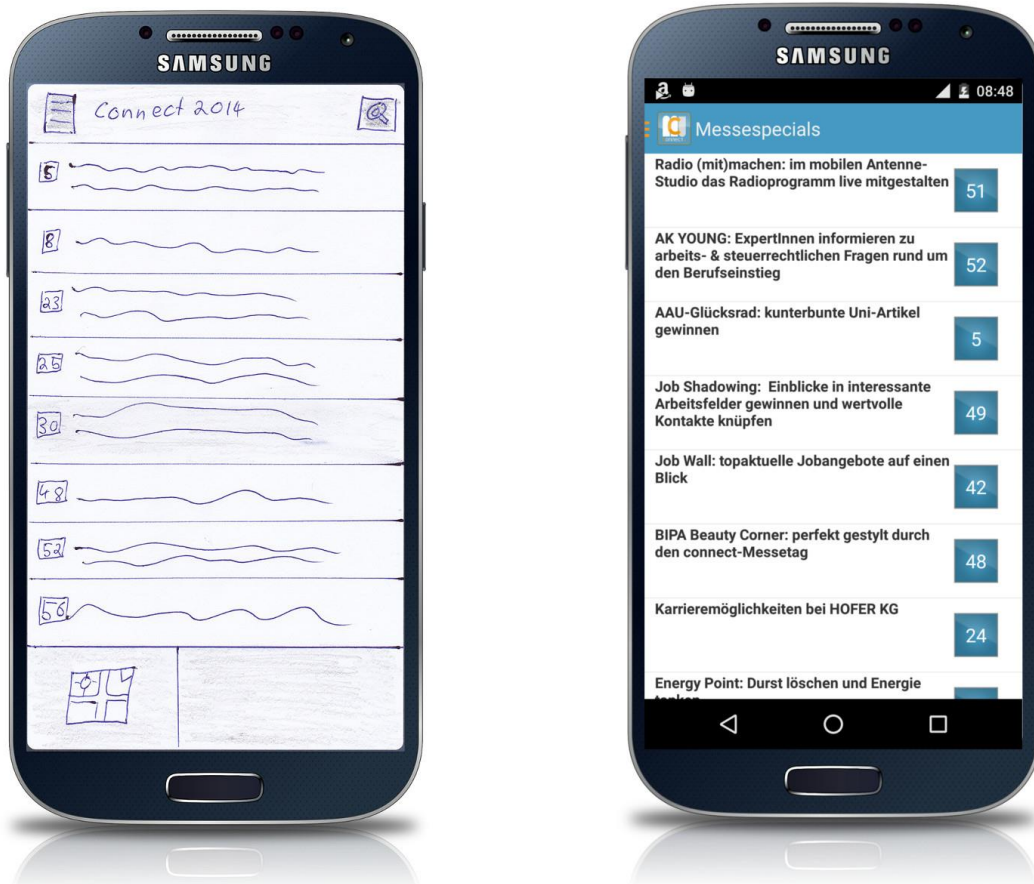 SAMSUNG
Connect 2014
5
8
23
25
30
48
52
56
SAMSUNG
08:48
C
Messespecials
Radio (mit)machen: im mobilen Antenne-
Studio das Radioprogramm live mitgestalten
51
AK YOUNG: ExpertInnen informieren zu
arbeits- & steuerrechtlichen Fragen rund um
den Berufseinstieg
52
AAU-Glücksrad: kunterbunte Uni-Artikel
gewinnen
5
Job Shadowing: Einblicke in interessante
Arbeitsfelder gewinnen und wertvolle
Kontakte knüpfen
49
Job Wall: topaktuelle Jobangebote auf einen
Blick
42
BIPA Beauty Corner: perfekt gestylt durch
den connect-Messetag
48
Karrieremöglichkeiten bei HOFER KG
24
Energy Point: Durst löschen und Energie